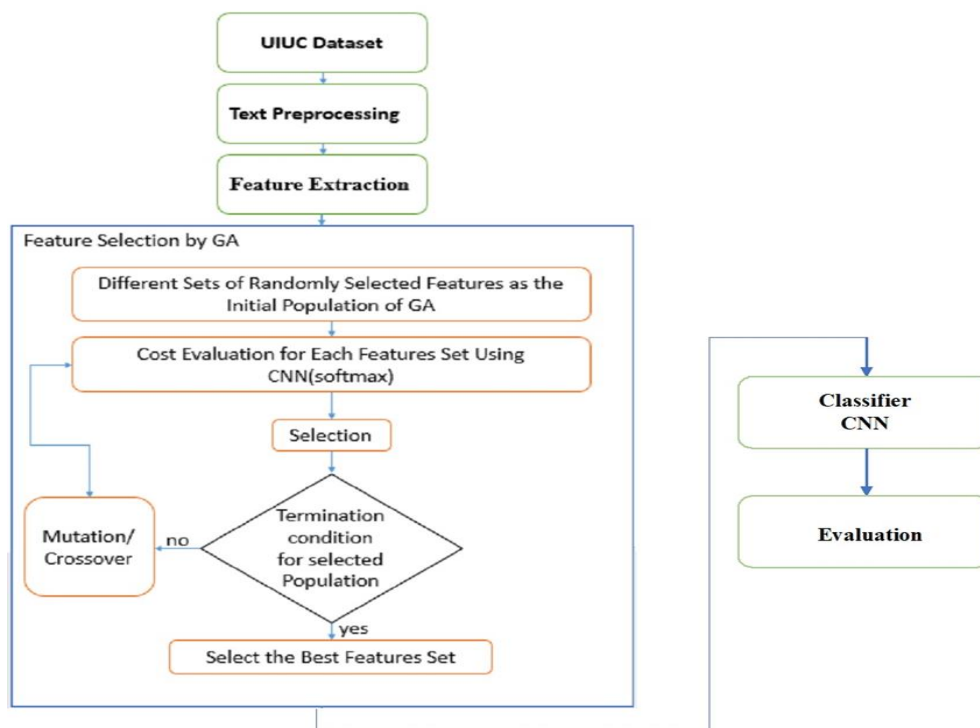 UIUC Dataset
Text Preprocessing
Feature Extraction
Feature Selection by GA
Different Sets of Randomly Selected Features as the
Initial Population of GA
Cost Evaluation for Each Features Set Using
CNN(softmax)
Selection
Termination
condition
for selected
Population
no
Mutation/
Crossover
yes
Select the Best Features Set
Classifier
CNN
Evaluation